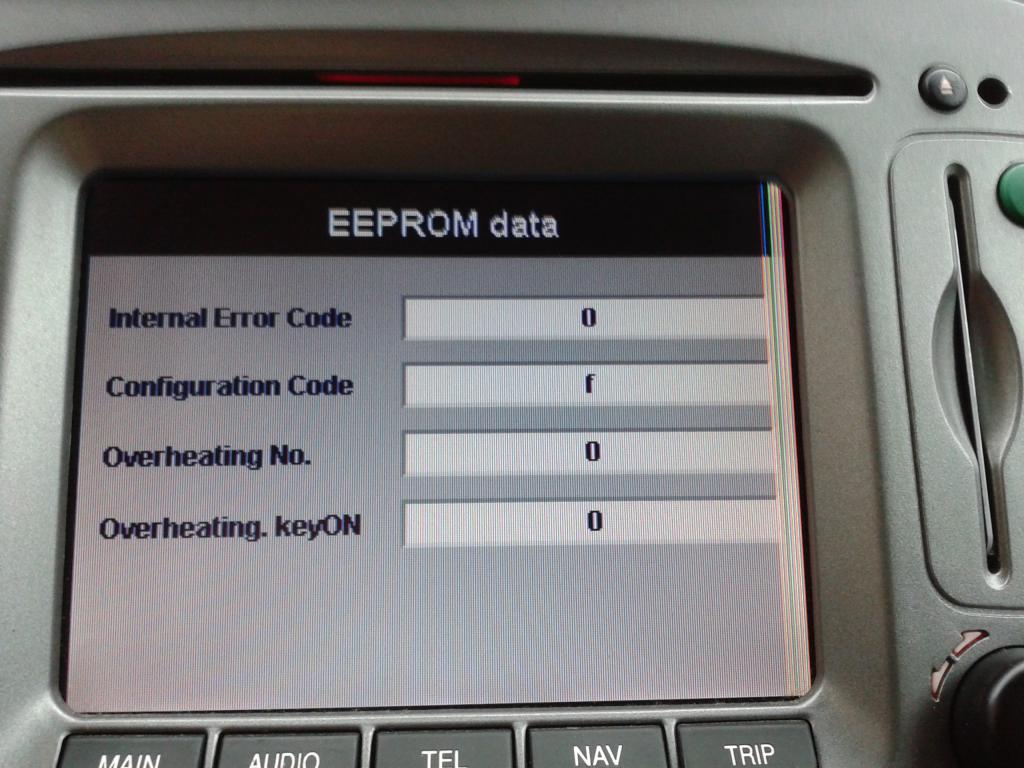 EEPROM data
Internal Error Code 0
Configuration Code f
Overheating No. 0
Overheating. keyON 0
MAIN AUDIO TEL NAV TRIP